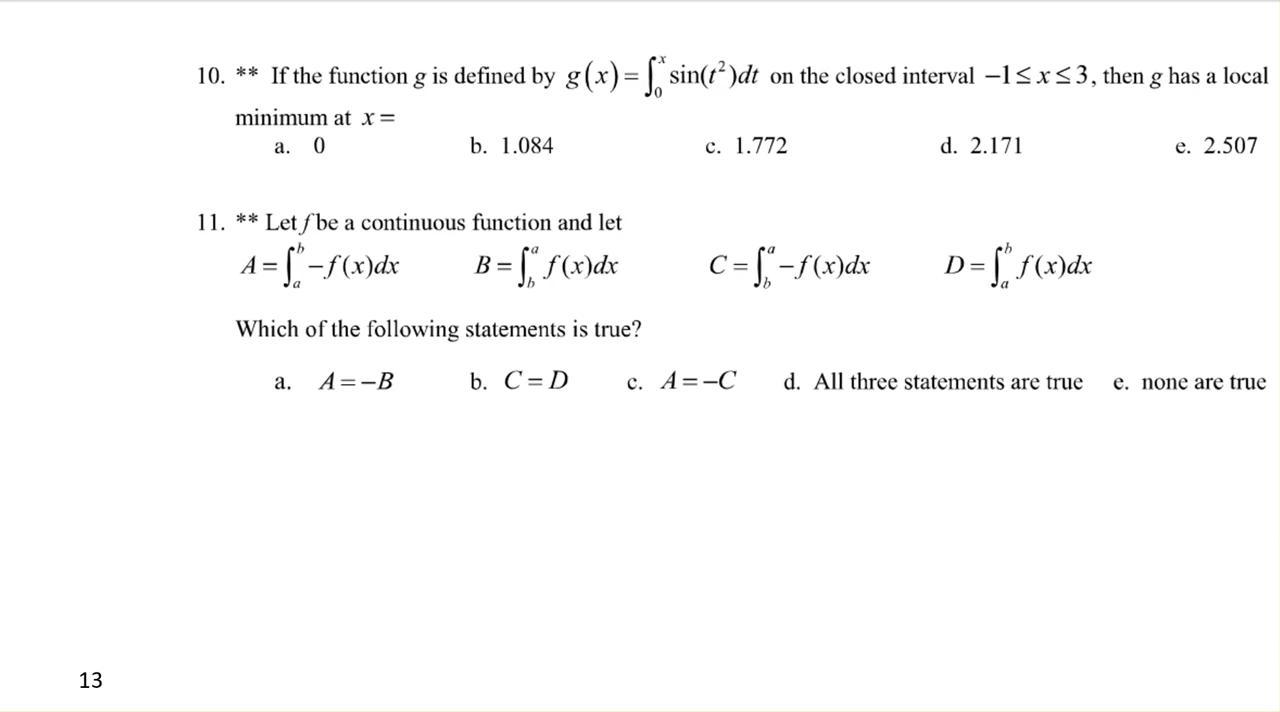 10. ** If the function g is defined by g(x) = ∫₀ˣ sin(t²)dt on the closed interval −1 ≤ x ≤ 3, then g has a local
minimum at x =
a. 0 b. 1.084 c. 1.772 d. 2.171 e. 2.507
11. ** Let f be a continuous function and let
A = ∫ₐᵇ −f(x)dx B = ∫_b^a f(x)dx C = ∫_b^a −f(x)dx D = ∫ₐᵇ f(x)dx
Which of the following statements is true?
a. A = −B b. C = D c. A = −C d. All three statements are true e. none are true
13